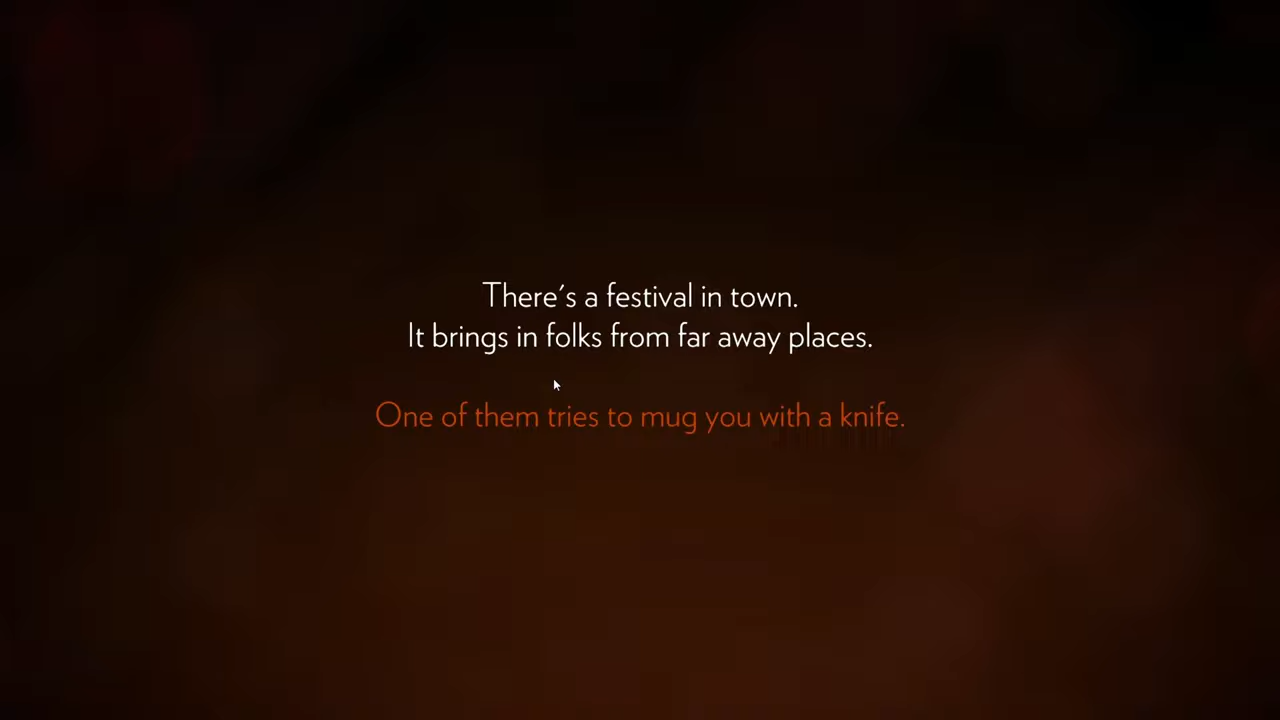 There's a festival in town.
It brings in folks from far away places.
One of them tries to mug you with a knife.